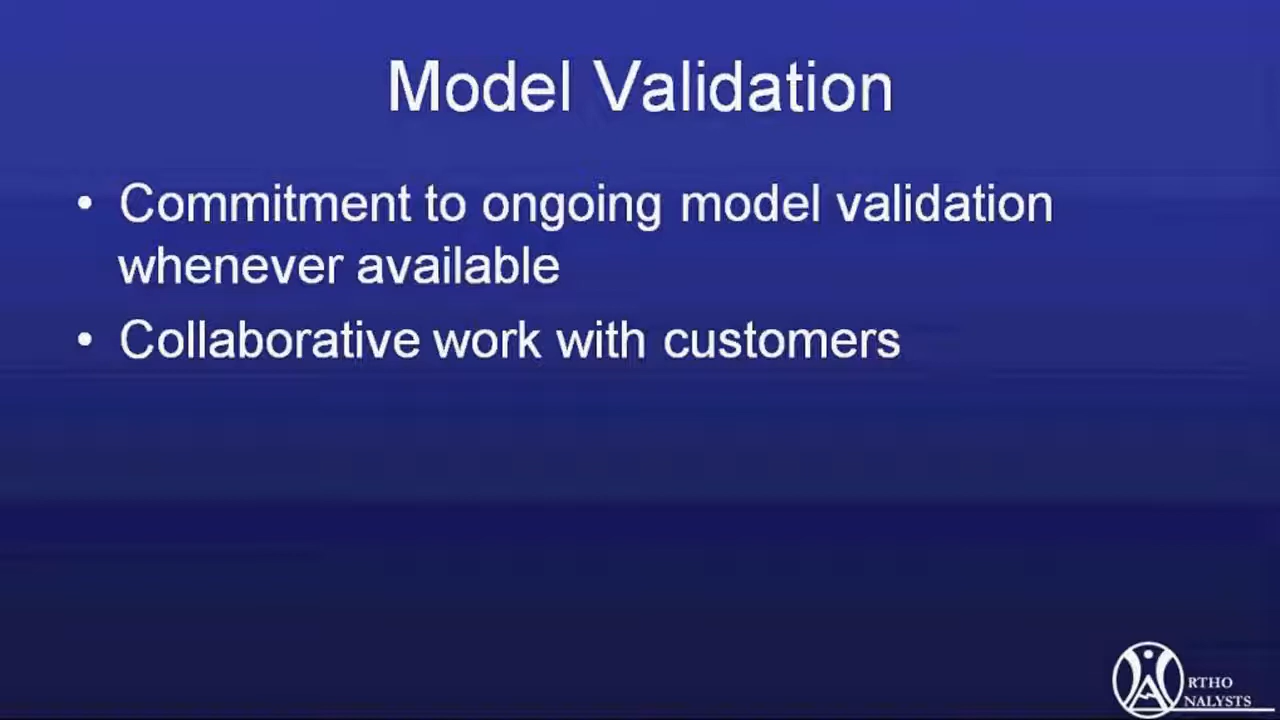 Model Validation
• Commitment to ongoing model validation
whenever available
• Collaborative work with customers
RTHO
NALYSTS